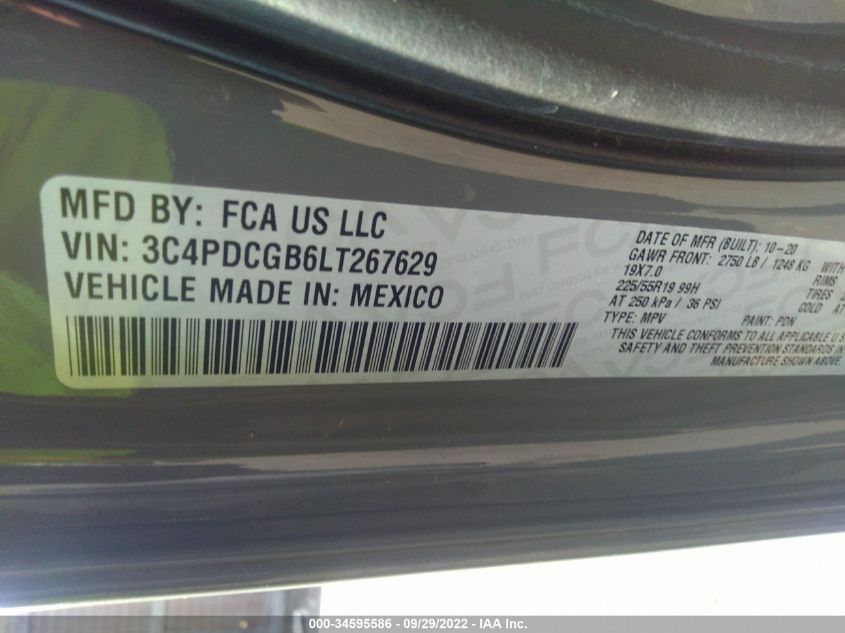 MFD BY: FCA US LLC
VIN: 3C4PDCGB6LT267629
VEHICLE MADE IN: MEXICO
DATE OF MFR (BUILT): 10-20
GAWR FRONT: 2750 LB / 1248 KG WITH
19X7.0 RIMS
225/55R19 99H TIRES
AT 250 kPa / 36 PSI COLD AT
TYPE: MPV PAINT: PDN
THIS VEHICLE CONFORMS TO ALL APPLICABLE U.S
SAFETY AND THEFT PREVENTION STANDARDS IN
MANUFACTURE SHOWN ABOVE.
000-34595586 - 09/29/2022 - IAA Inc.